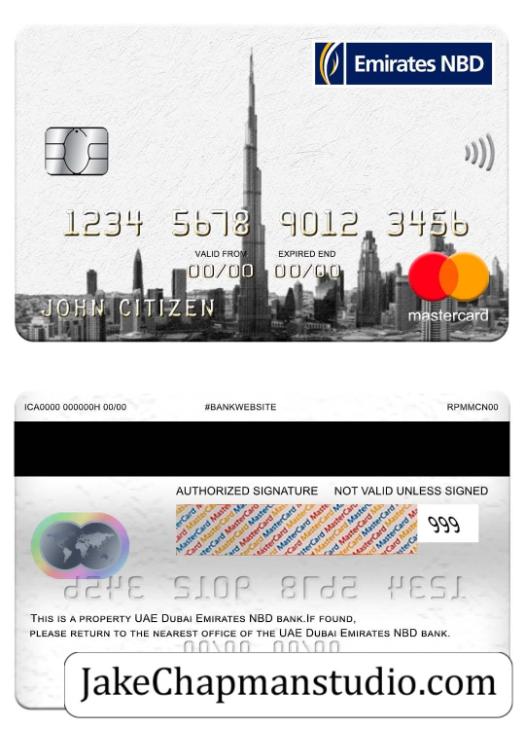 Emirates NBD
1234 5678 9012 3456
VALID FROM EXPIRED END
00/00 00/00
JOHN CITIZEN
mastercard
ICA0000 000000H 00/00 #BANKWEBSITE RPMMCN00
AUTHORIZED SIGNATURE NOT VALID UNLESS SIGNED
MasterCard MasterCard MasterCard
999
THIS IS A PROPERTY UAE DUBAI EMIRATES NBD BANK.IF FOUND,
PLEASE RETURN TO THE NEAREST OFFICE OF THE UAE DUBAI EMIRATES NBD BANK.
JakeChapmanstudio.com